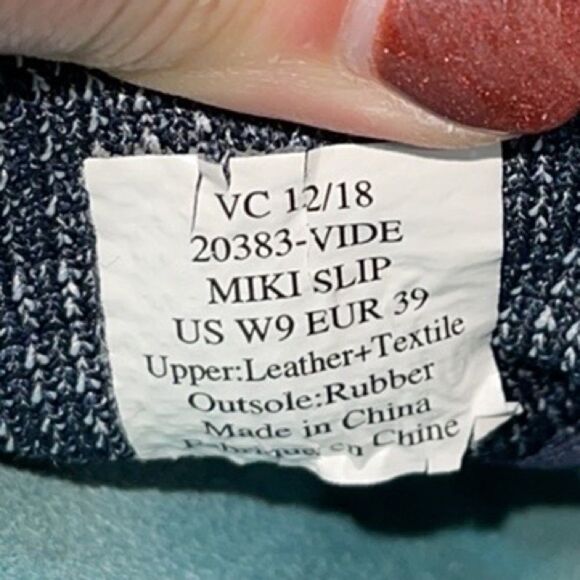 VC 12/18
20383-VIDE
MIKI SLIP
US W9 EUR 39
Upper:Leather+Textile
Outsole:Rubber
Made in China
Fabrique en Chine